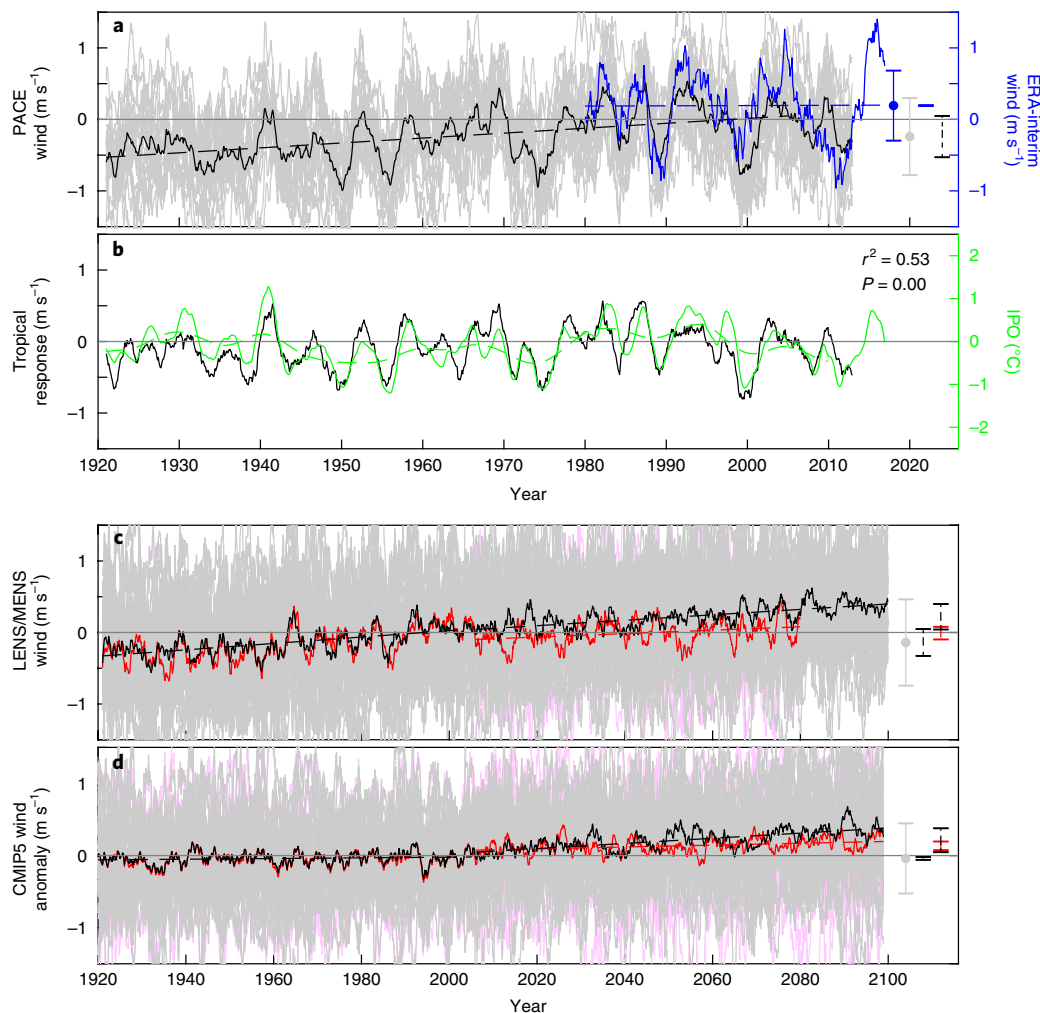 a
PACE
wind (m s⁻¹)
1
0
−1
1
0
−1
ERA-interim
wind (m s⁻¹)
b
Tropical
response (m s⁻¹)
1
0
−1
r² = 0.53
P = 0.00
2
1
0
−1
−2
IPO (°C)
1920 1930 1940 1950 1960 1970 1980 1990 2000 2010 2020
Year
c
LENS/MENS
wind (m s⁻¹)
1
0
−1
d
CMIP5 wind
anomaly (m s⁻¹)
1
0
−1
1920 1940 1960 1980 2000 2020 2040 2060 2080 2100
Year